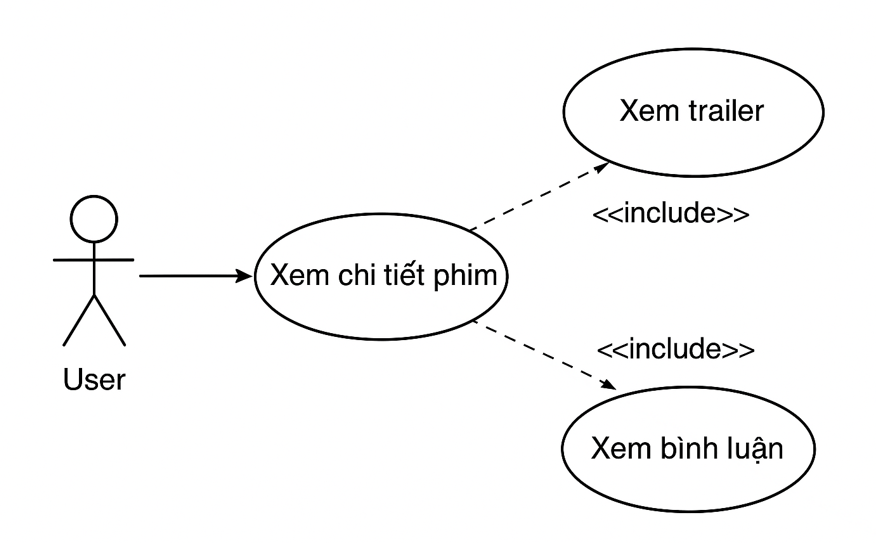 Xem trailer
<<include>>
Xem chi tiết phim
User
<<include>>
Xem bình luận